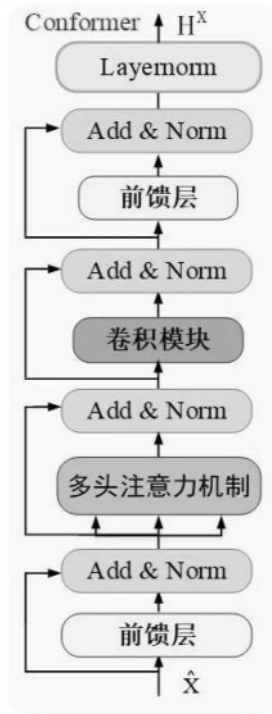 Conformer H^X
Layernorm
Add & Norm
前馈层
Add & Norm
卷积模块
Add & Norm
多头注意力机制
Add & Norm
前馈层
x̂